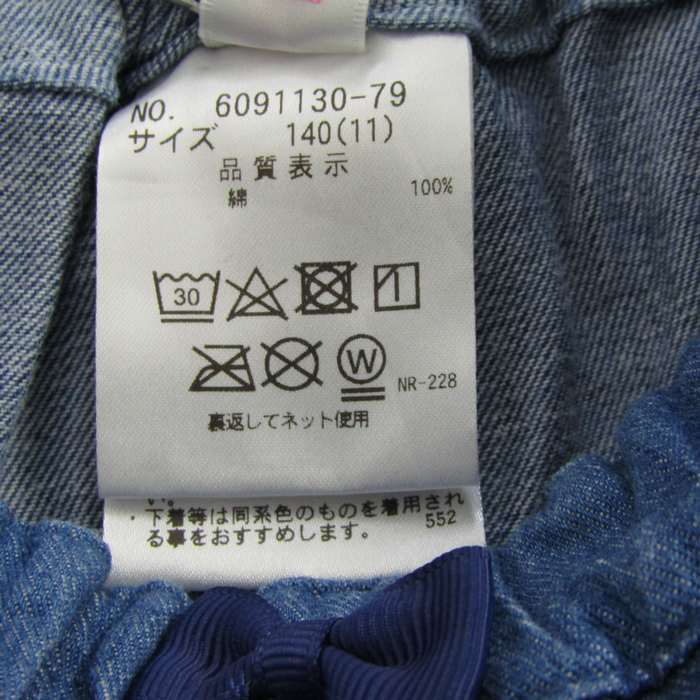 NO. 6091130-79
サイズ 140(11)
品質表示
綿 100%
30
W
NR-228
裏返してネット使用
い。
・下着等は同系色のものを着用され
る事をおすすめします。 552